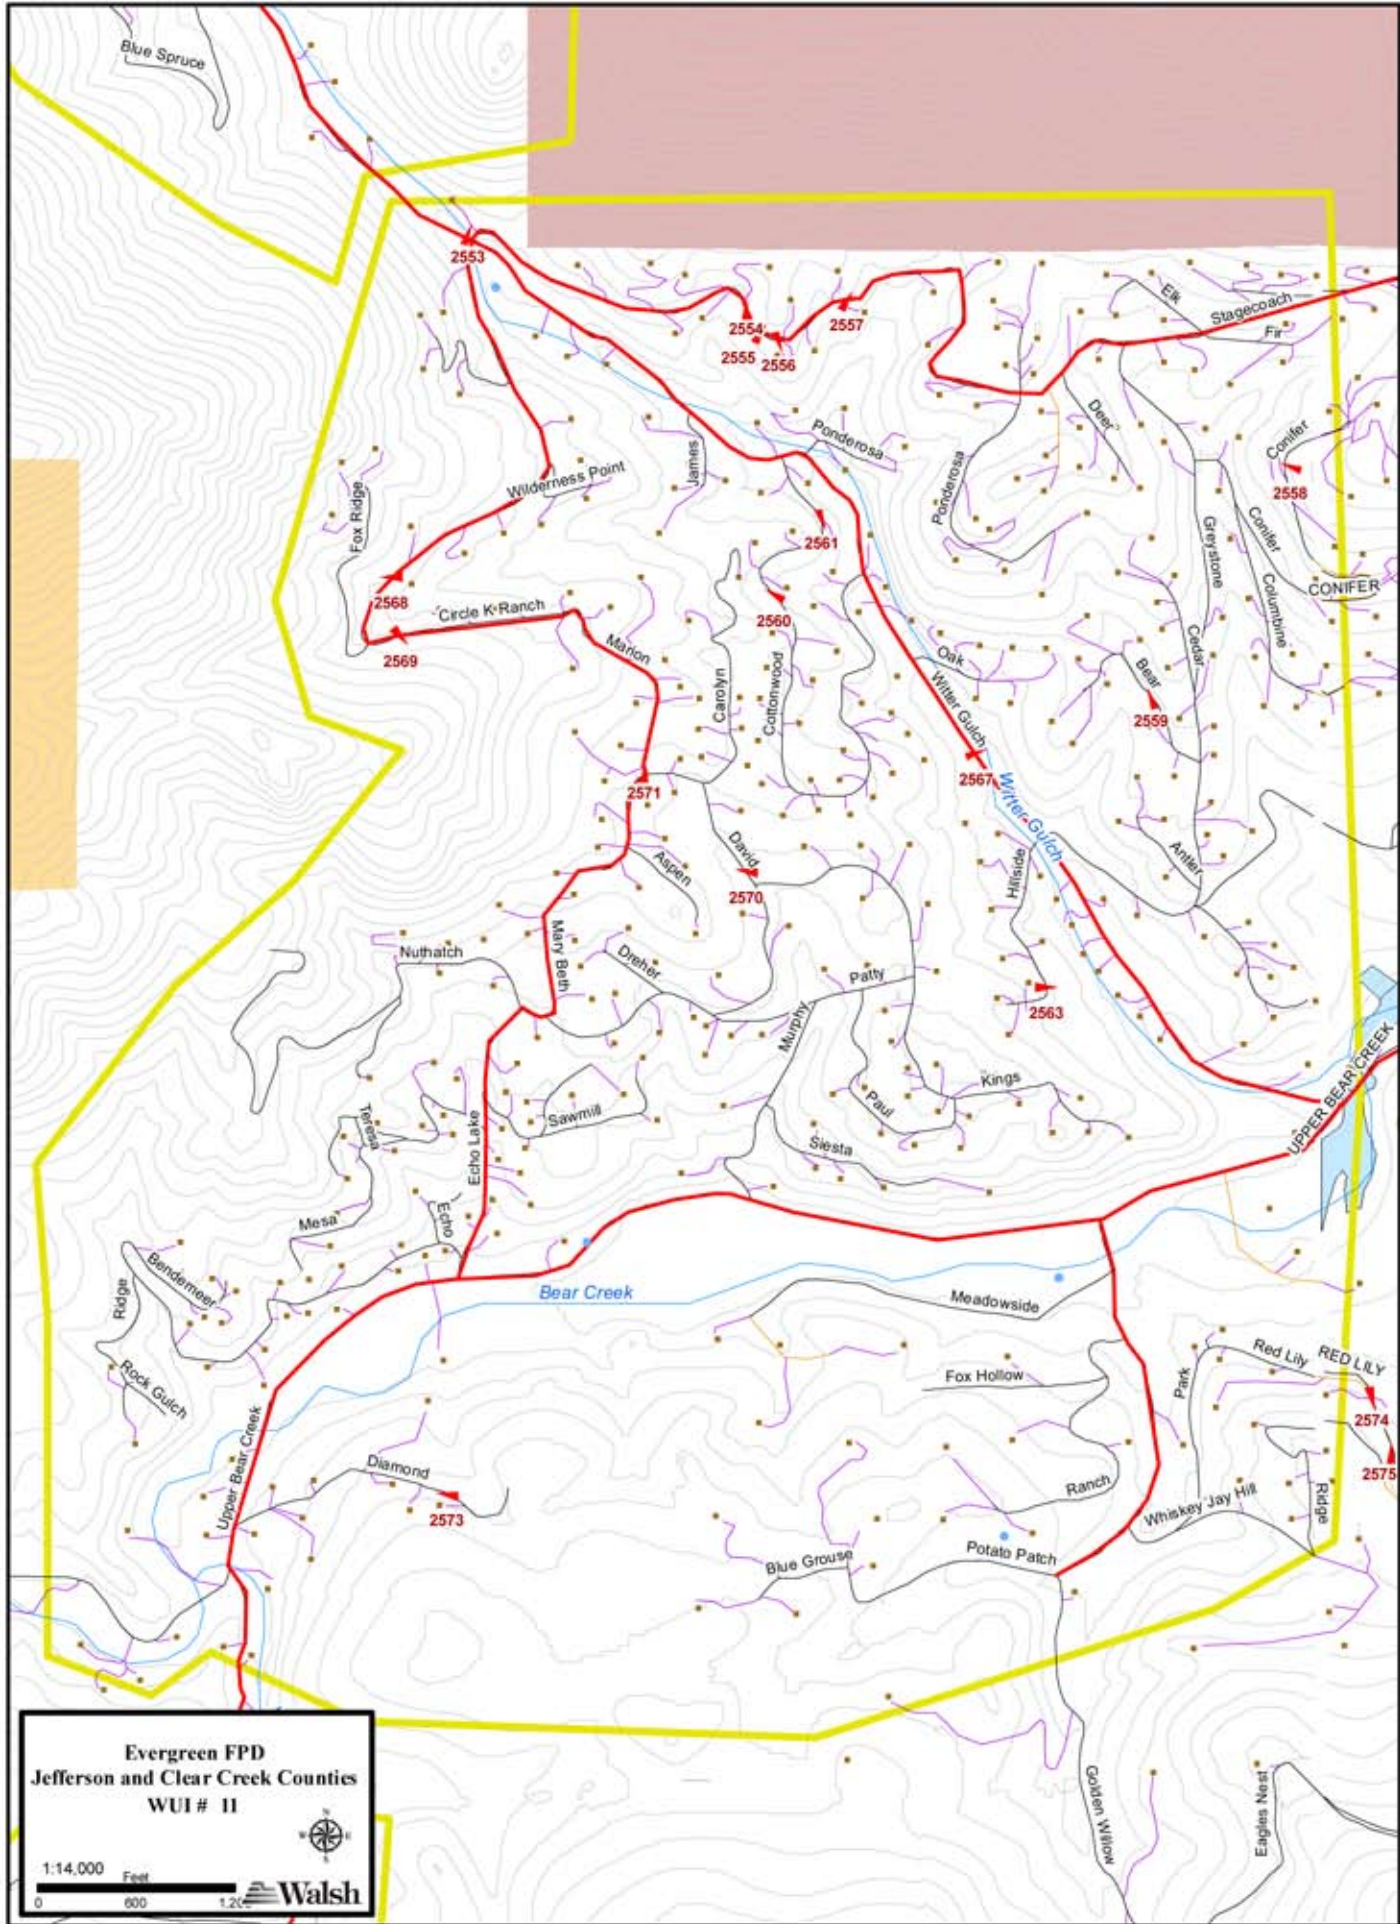 Blue Spruce
2553
Elk
Stagecoach
Fir
2554
2557
2555
2556
Deer
Ponderosa
Conifer
James
Ponderosa
Wilderness Point
2558
Fox Ridge
Conifer
2561
Greystone
CONIFER
2568
Circle K Ranch
2560
Columbine
Marion
Cedar
2569
Oak
Bear
Carolyn
Cottonwood
Witter Gulch
2559
2567
2571
Witter Gulch
David
Aspen
Hillside
Antler
2570
Nuthatch
Mary Beth
Dreher
Patty
Murphy
2563
UPPER BEAR CREEK
Kings
Paul
Sawmill
Teresa
Echo Lake
Siesta
Mesa
Echo
Bendemeer
Ridge
Bear Creek
Meadowside
Red Lily
RED LILY
Park
Fox Hollow
Rock Gulch
2574
Upper Bear Creek
Diamond
2575
Ranch
Whiskey Jay Hill
Ridge
2573
Potato Patch
Blue Grouse
Golden Willow
Eagles Nest
Evergreen FPD
Jefferson and Clear Creek Counties
WUI # 11
N
W E
S
1:14,000
Feet
0 600 1,20
Walsh